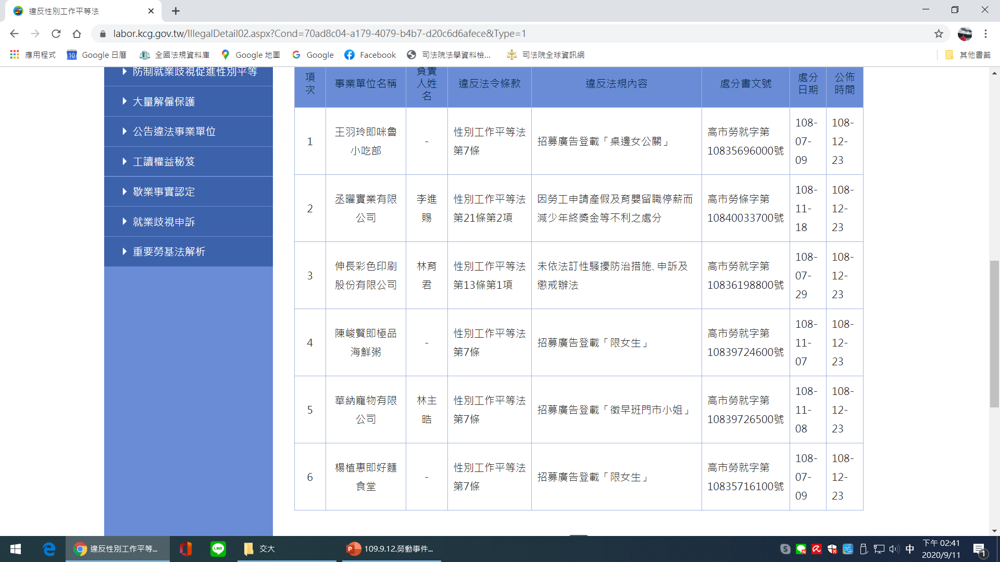 違反性別工作平等法
labor.kcg.gov.tw/IllegalDetail02.aspx?Cond=70ad8c04-a179-4079-b4b7-d20c6d6afece&Type=1
應用程式
10
Google 日曆
全國法規資料庫
Google 地圖
Google
Facebook
司法院法學資料檢...
司法院全球資訊網
其他書籤
防制就業歧視促進性別平等
大量解僱保護
公告違法事業單位
工讀權益秘笈
歇業事實認定
就業歧視申訴
重要勞基法解析
項
次
事業單位名稱
負責
人姓
名
違反法令條款
違反法規內容
處分書文號
處分
日期
公佈
時間
1
王羽玲即咪魯
小吃部
-
性別工作平等法
第7條
招募廣告登載「桌邊女公關」
高市勞就字第
10835696000號
108-
07-
09
108-
12-
23
2
丞曜實業有限
公司
李進
賜
性別工作平等法
第21條第2項
因勞工申請產假及育嬰留職停薪而
減少年終獎金等不利之處分
高市勞條字第
10840033700號
108-
11-
18
108-
12-
23
3
伸長彩色印刷
股份有限公司
林育
君
性別工作平等法
第13條第1項
未依法訂性騷擾防治措施、申訴及
懲戒辦法
高市勞就字第
10836198800號
108-
07-
29
108-
12-
23
4
陳峻賢即極品
海鮮粥
-
性別工作平等法
第7條
招募廣告登載「限女生」
高市勞就字第
10839724600號
108-
11-
07
108-
12-
23
5
華納寵物有限
公司
林主
皓
性別工作平等法
第7條
招募廣告登載「徵早班門市小姐」
高市勞就字第
10839726500號
108-
11-
08
108-
12-
23
6
楊植惠即好麵
食堂
-
性別工作平等法
第7條
招募廣告登載「限女生」
高市勞就字第
10835716100號
108-
07-
09
108-
12-
23
違反性別工作平等...
LINE
交大
109.9.12.勞動事件...
中
下午 02:41
2020/9/11
1